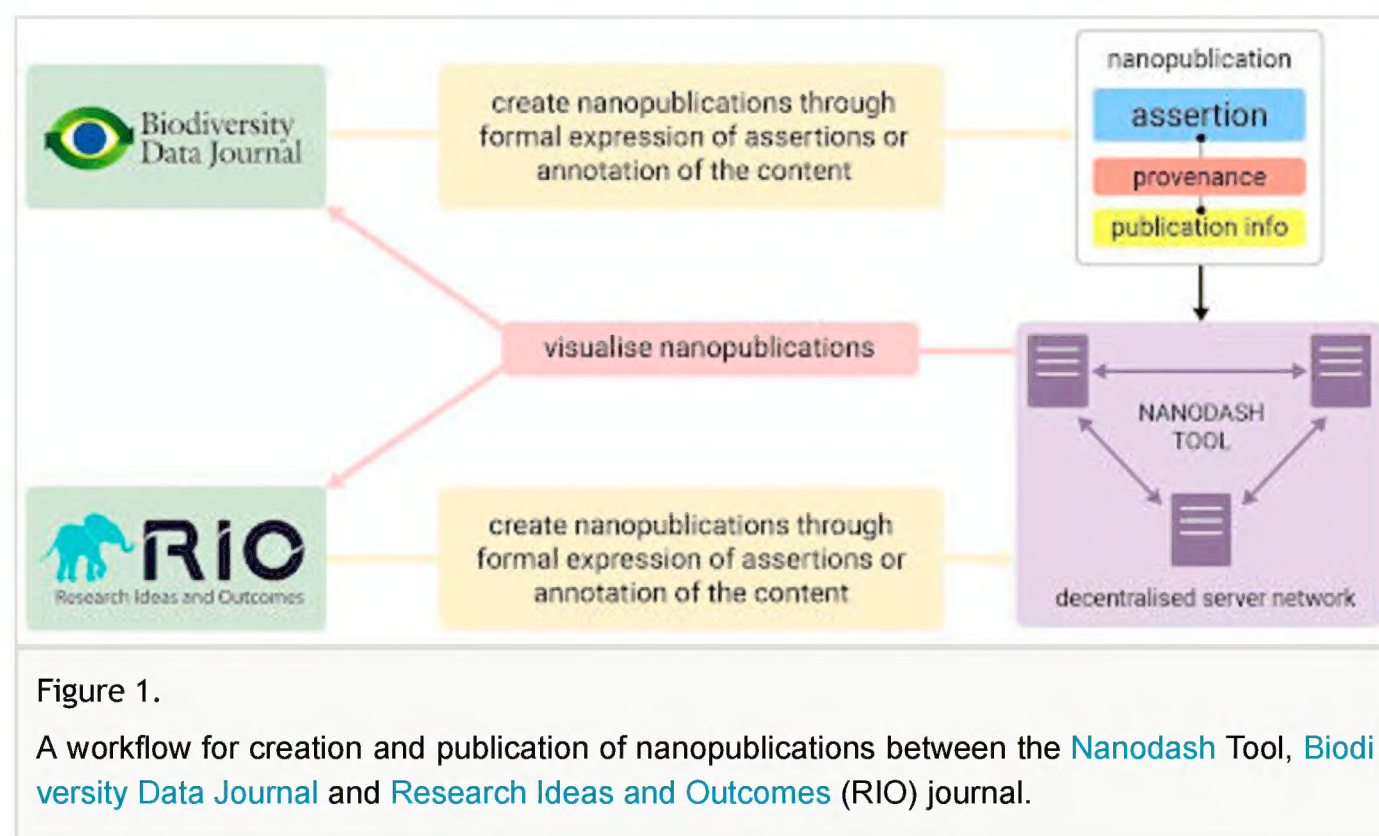 Biodiversity
Data Journal
create nanopublications through
formal expression of assertions or
annotation of the content
nanopublication
assertion
provenance
publication info
visualise nanopublications
NANODASH
TOOL
decentralised server network
RIO
Research Ideas and Outcomes
create nanopublications through
formal expression of assertions or
annotation of the content
Figure 1.
A workflow for creation and publication of nanopublications between the Nanodash Tool, Biodi
versity Data Journal and Research Ideas and Outcomes (RIO) journal.